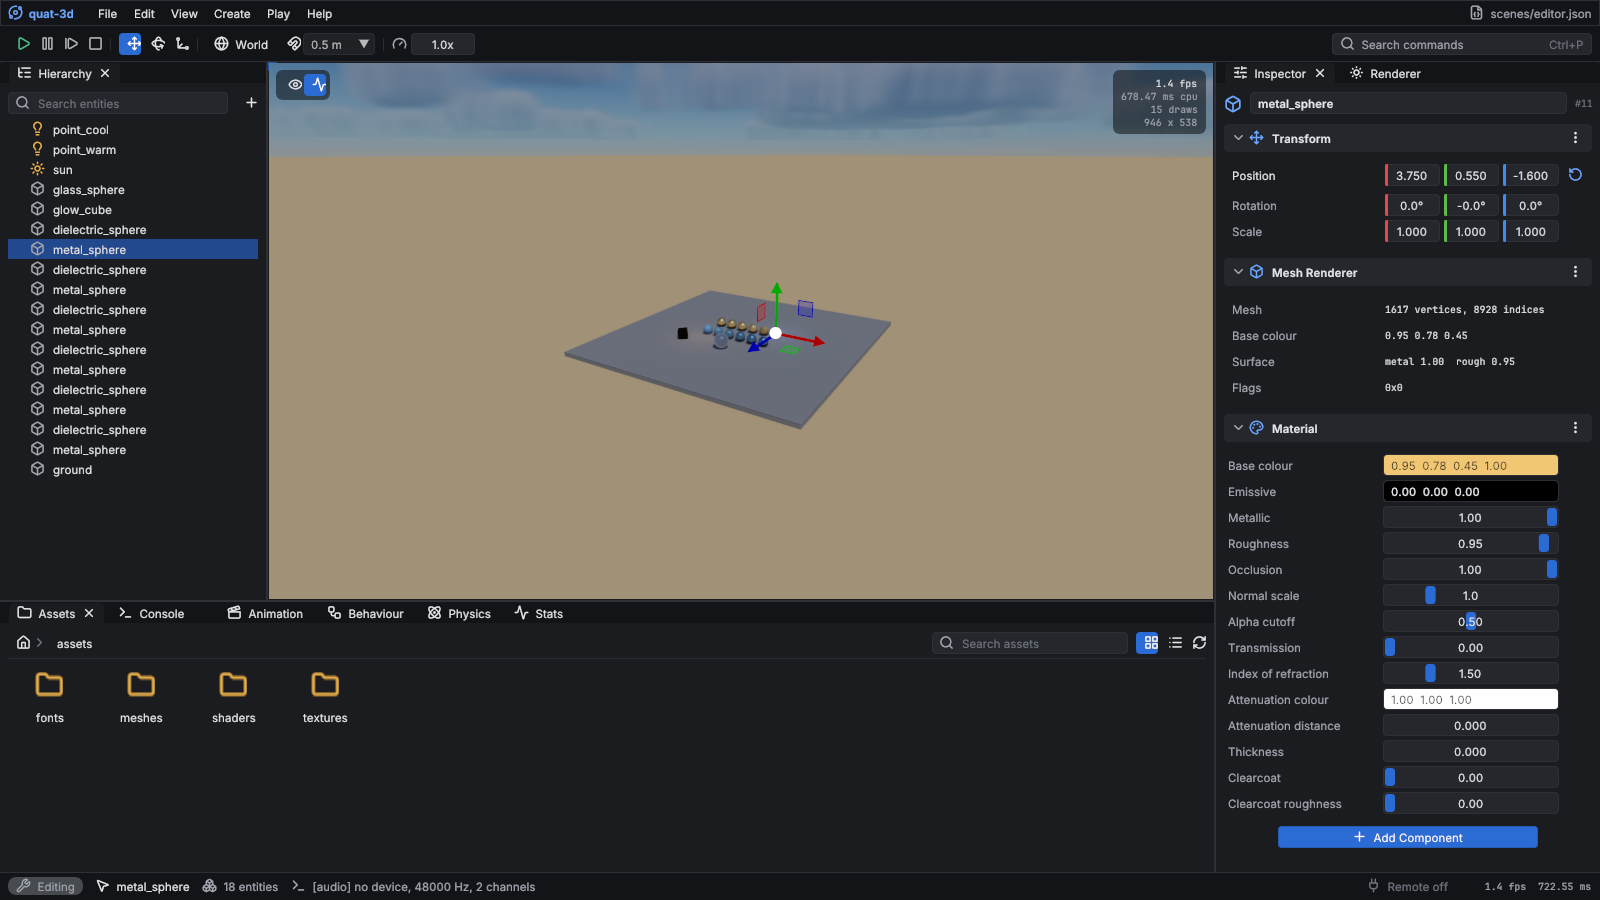 quat-3d File Edit View Create Play Help scenes/editor.json
World 0.5 m 1.0x Search commands Ctrl+P
Hierarchy
Search entities
point_cool
point_warm
sun
glass_sphere
glow_cube
dielectric_sphere
metal_sphere
dielectric_sphere
metal_sphere
dielectric_sphere
metal_sphere
dielectric_sphere
metal_sphere
dielectric_sphere
metal_sphere
dielectric_sphere
metal_sphere
ground
1.4 fps
678.47 ms cpu
15 draws
946 x 538
Inspector Renderer
metal_sphere #11
Transform
Position 3.750 0.550 -1.600
Rotation 0.0° -0.0° 0.0°
Scale 1.000 1.000 1.000
Mesh Renderer
Mesh 1617 vertices, 8928 indices
Base colour 0.95 0.78 0.45
Surface metal 1.00 rough 0.95
Flags 0x0
Material
Base colour 0.95 0.78 0.45 1.00
Emissive 0.00 0.00 0.00
Metallic 1.00
Roughness 0.95
Occlusion 1.00
Normal scale 1.0
Alpha cutoff 0.50
Transmission 0.00
Index of refraction 1.50
Attenuation colour 1.00 1.00 1.00
Attenuation distance 0.000
Thickness 0.000
Clearcoat 0.00
Clearcoat roughness 0.00
Add Component
Assets Console Animation Behaviour Physics Stats
assets Search assets
fonts meshes shaders textures
Editing metal_sphere 18 entities [audio] no device, 48000 Hz, 2 channels Remote off 1.4 fps 722.55 ms